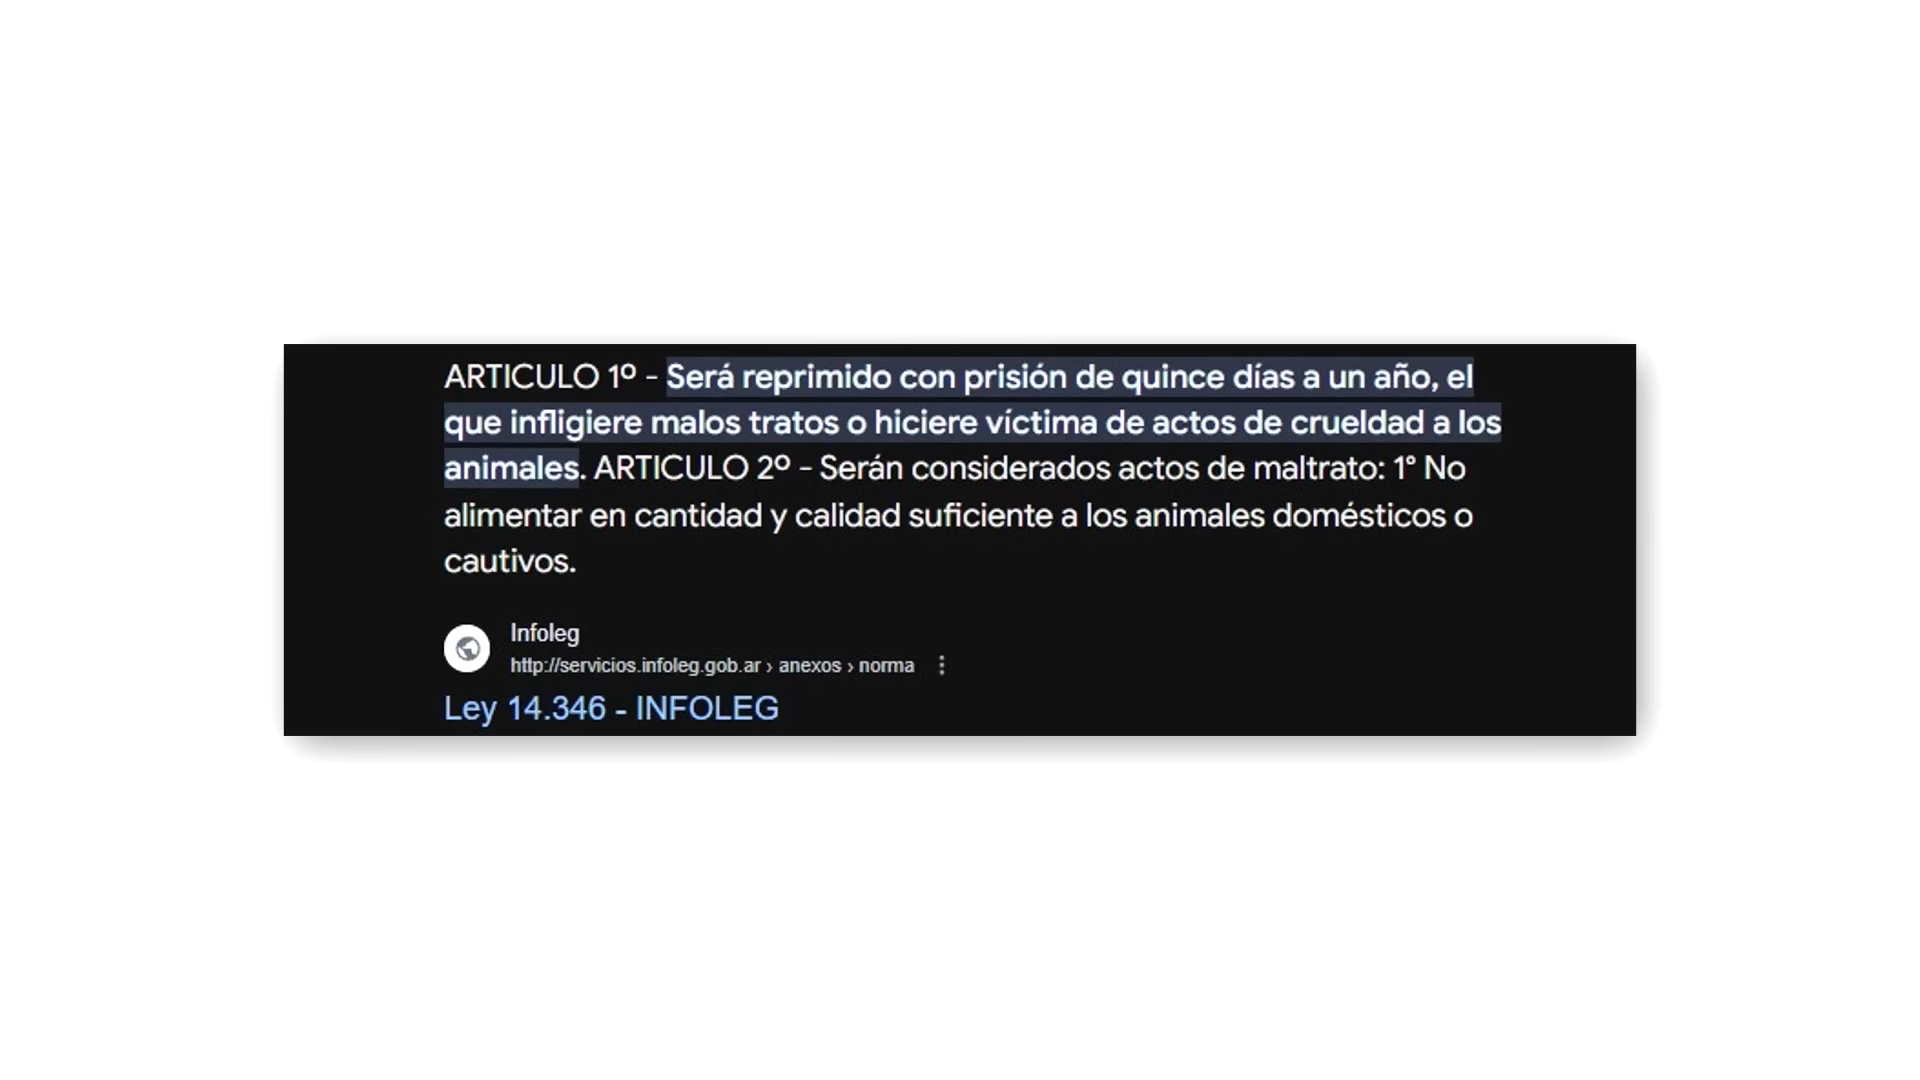 ARTICULO 1º - Será reprimido con prisión de quince días a un año, el
que infligiere malos tratos o hiciere víctima de actos de crueldad a los
animales. ARTICULO 2º - Serán considerados actos de maltrato: 1° No
alimentar en cantidad y calidad suficiente a los animales domésticos o
cautivos.
Infoleg
http://servicios.infoleg.gob.ar › anexos › norma
Ley 14.346 - INFOLEG